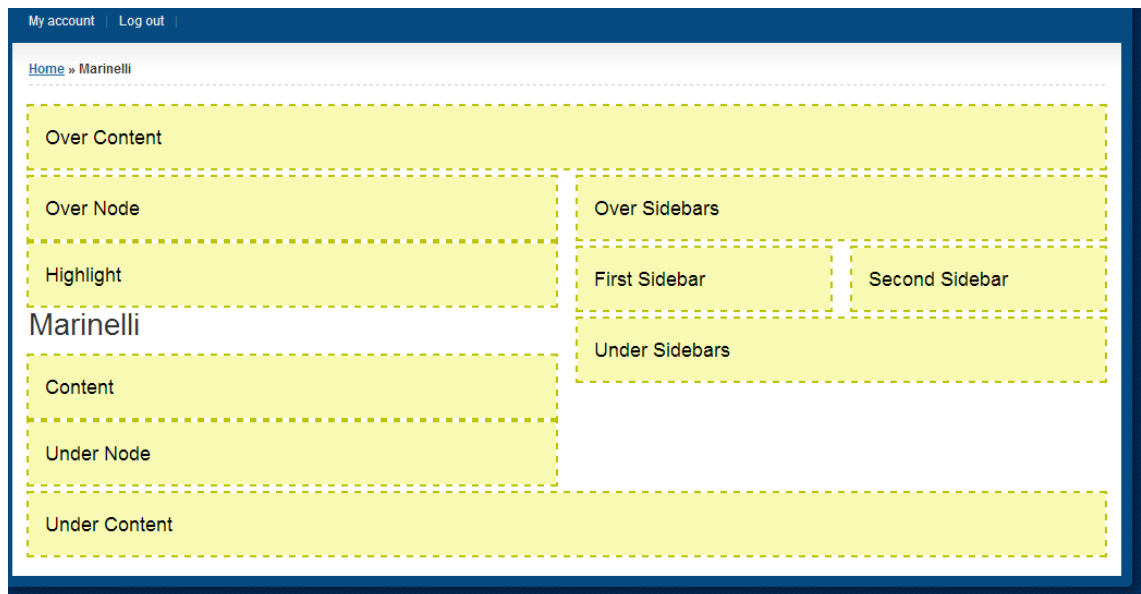 My account | Log out |
Home » Marinelli
Over Content
Over Node
Highlight
Marinelli
Content
Under Node
Over Sidebars
First Sidebar
Second Sidebar
Under Sidebars
Under Content